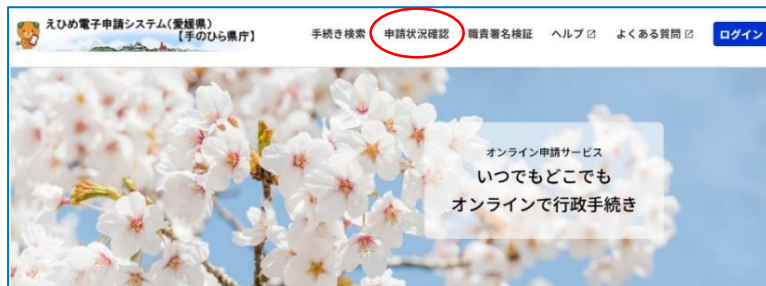 えひめ電子申請システム(愛媛県)
【手のひら県庁】
手続き検索 申請状況確認 職責署名検証 ヘルプ よくある質問 ログイン
オンライン申請サービス
いつでもどこでも
オンラインで行政手続き